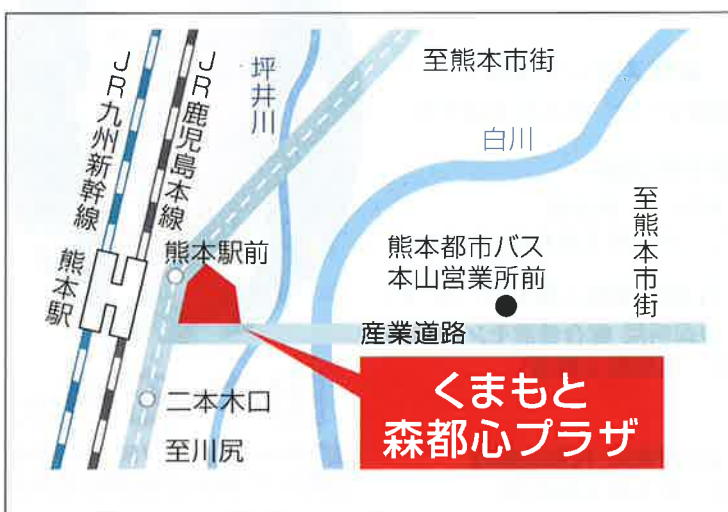 JR九州新幹線
JR鹿児島本線
坪井川
至熊本市街
白川
至熊本市街
熊本駅
熊本駅前
熊本都市バス
本山営業所前
産業道路
二本木口
至川尻
くまもと
森都心プラザ